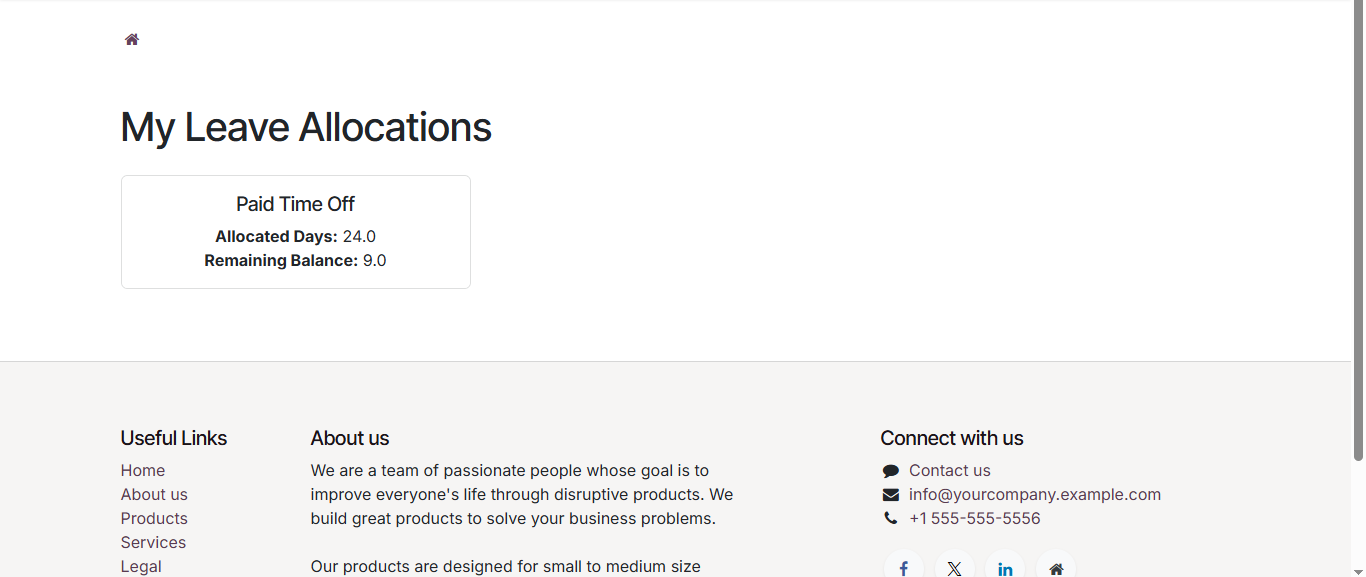 My Leave Allocations
Paid Time Off
Allocated Days: 24.0
Remaining Balance: 9.0
Useful Links
Home
About us
Products
Services
Legal
About us
We are a team of passionate people whose goal is to
improve everyone's life through disruptive products. We
build great products to solve your business problems.
Our products are designed for small to medium size
Connect with us
Contact us
info@yourcompany.example.com
+1 555-555-5556